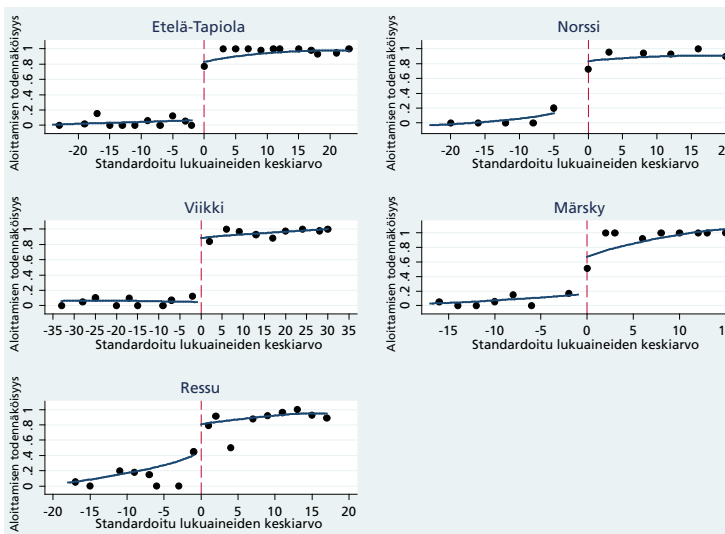 Etelä-Tapiola
Aloittamisen todennäköisyys
0 .2 .4 .6 .8 1
-20 -15 -10 -5 0 5 10 15 20
Standardoitu lukuaineiden keskiarvo
Norssi
Aloittamisen todennäköisyys
0 .2 .4 .6 .8 1
-20 -15 -10 -5 0 5 10 15 20
Standardoitu lukuaineiden keskiarvo
Viikki
Aloittamisen todennäköisyys
0 .2 .4 .6 .8 1
-35 -30 -25 -20 -15 -10 -5 0 5 10 15 20 25 30 35
Standardoitu lukuaineiden keskiarvo
Märsky
Aloittamisen todennäköisyys
0 .2 .4 .6 .8 1
-15 -10 -5 0 5 10 15
Standardoitu lukuaineiden keskiarvo
Ressu
Aloittamisen todennäköisyys
0 .2 .4 .6 .8 1
-20 -15 -10 -5 0 5 10 15 20
Standardoitu lukuaineiden keskiarvo